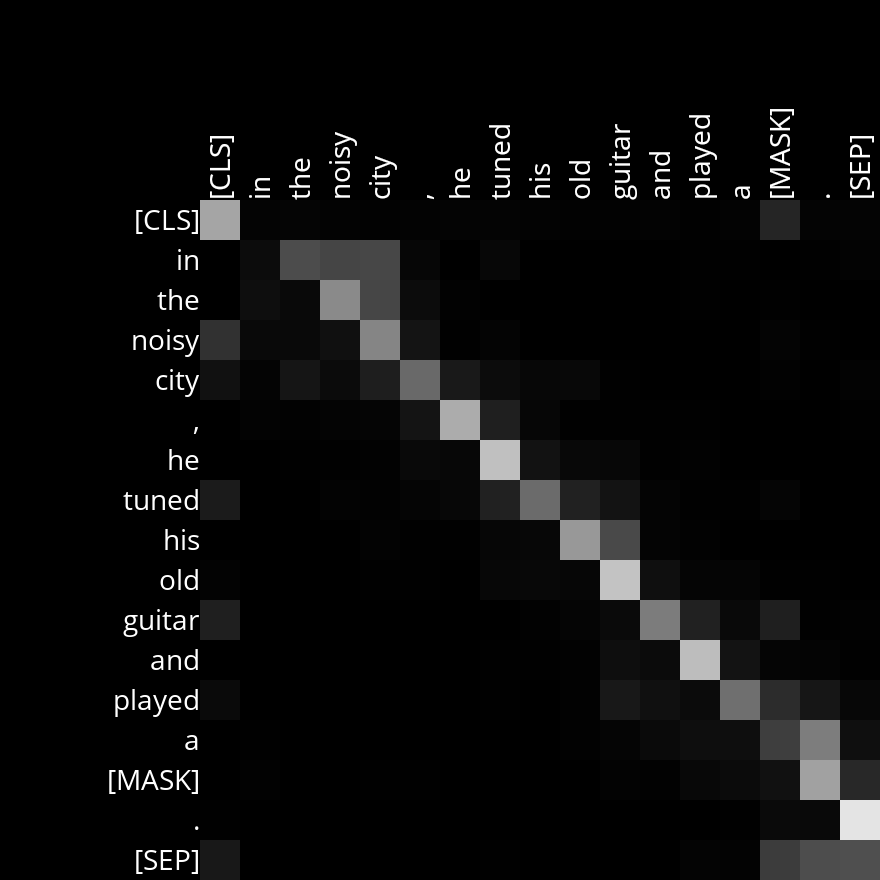 [CLS] in the noisy city , he tuned his old guitar and played a [MASK] . [SEP]
[CLS]
in
the
noisy
city
,
he
tuned
his
old
guitar
and
played
a
[MASK]
.
[SEP]